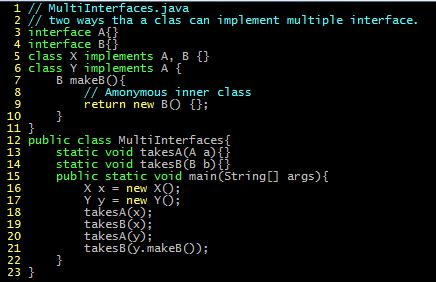 1 // MultiInterfaces.java
2 // two ways tha a clas can implement multiple interface.
3 interface A{}
4 interface B{}
5 class X implements A, B {}
6 class Y implements A {
7 B makeB(){
8 // Amonymous inner class
9 return new B() {};
10 }
11 }
12 public class MultiInterfaces{
13 static void takesA(A a){}
14 static void takesB(B b){}
15 public static void main(String[] args){
16 X x = new X();
17 Y y = new Y();
18 takesA(x);
19 takesB(x);
20 takesA(y);
21 takesB(y.makeB());
22 }
23 }